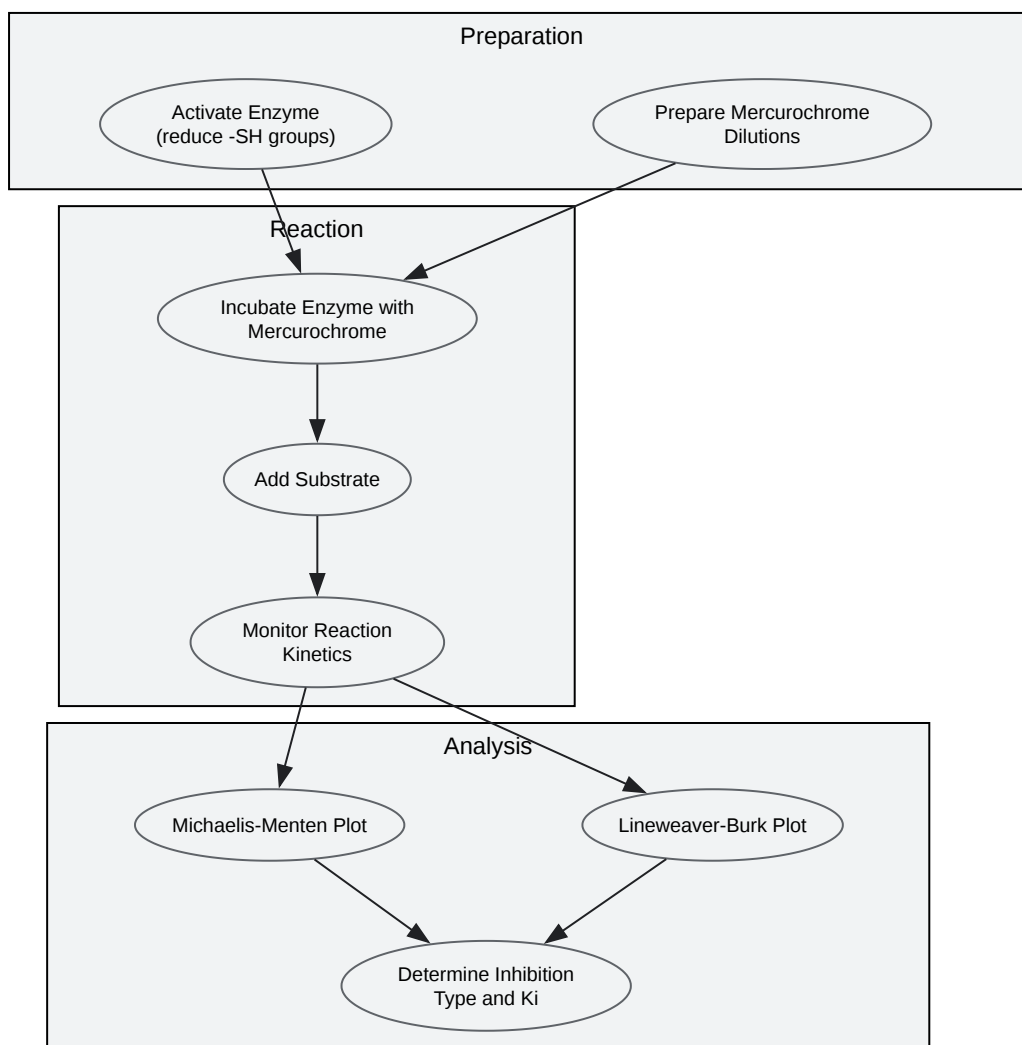 Preparation
Activate Enzyme
(reduce -SH groups)
Prepare Mercurochrome
Dilutions
Reaction
Incubate Enzyme with
Mercurochrome
Add Substrate
Monitor Reaction
Kinetics
Analysis
Michaelis-Menten Plot
Lineweaver-Burk Plot
Determine Inhibition
Type and Ki